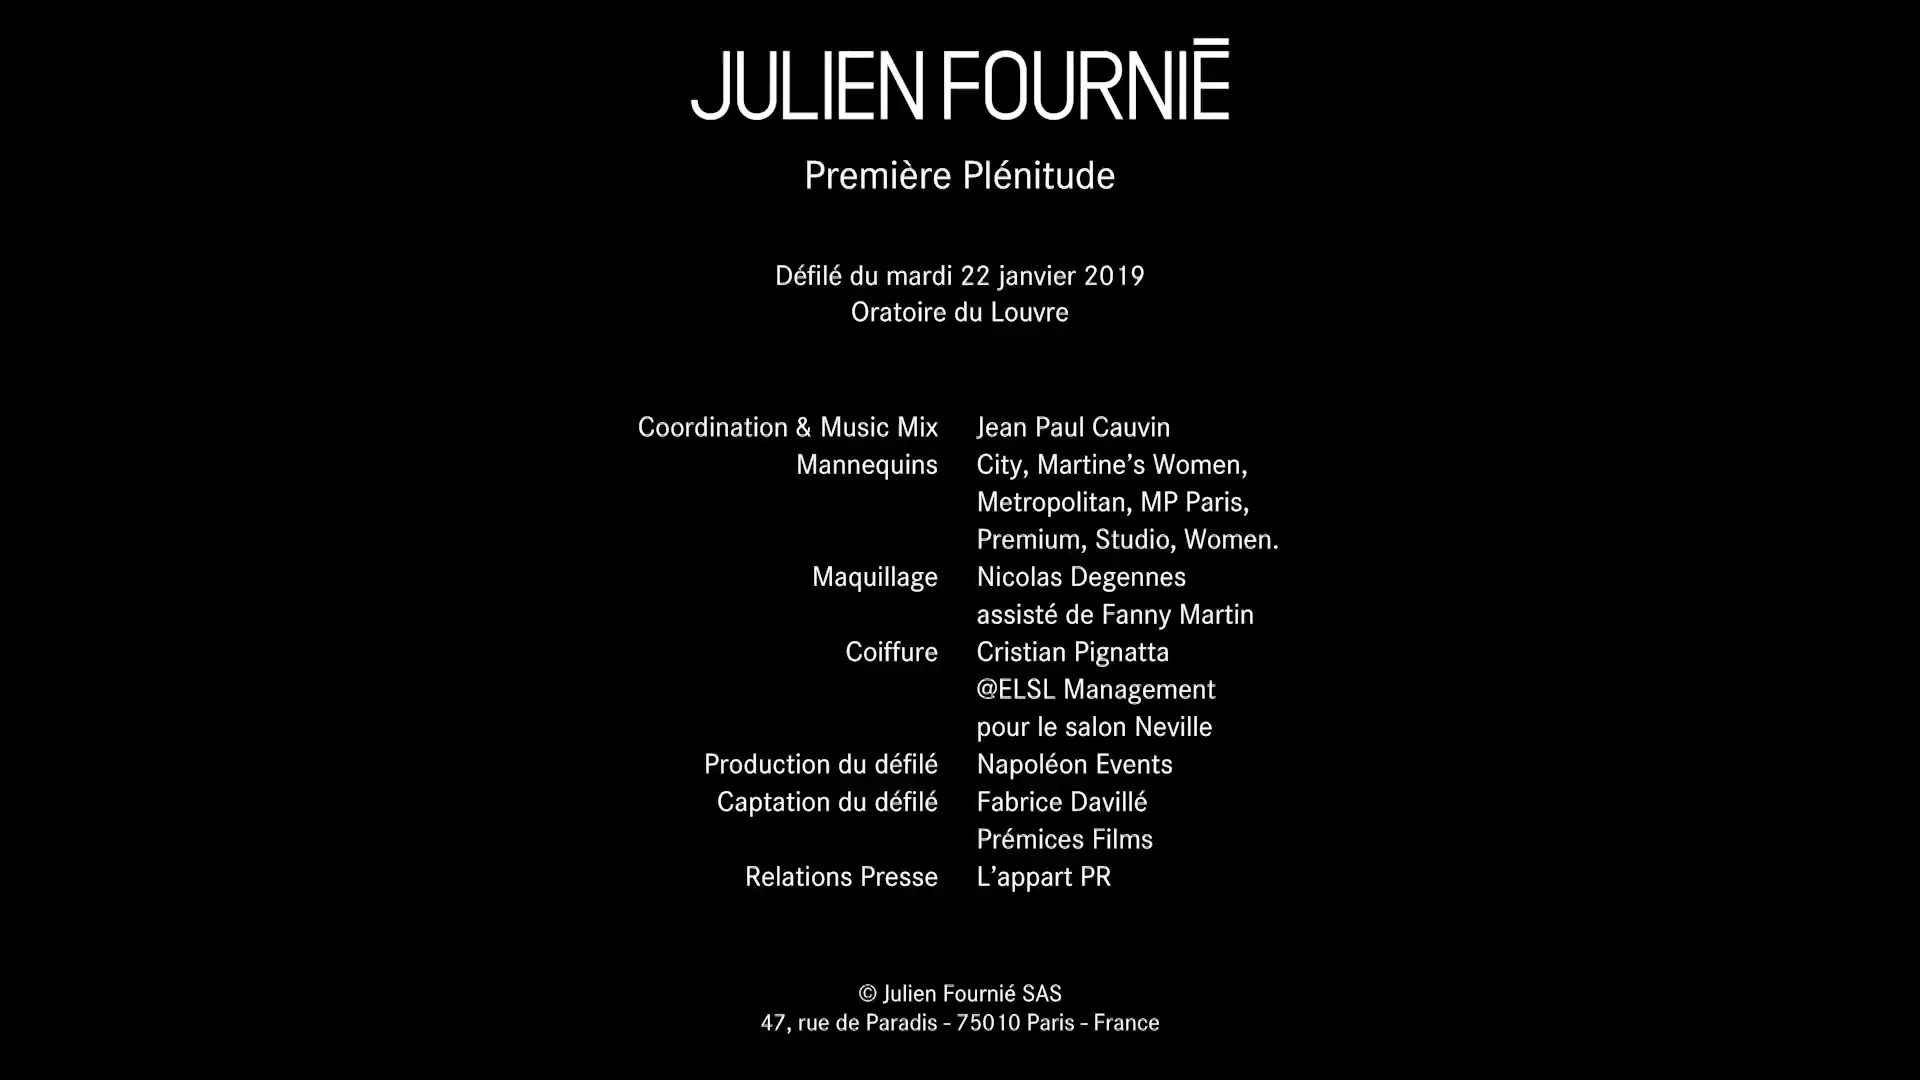 JULIEN FOURNIÉ
Première Plénitude
Défilé du mardi 22 janvier 2019
Oratoire du Louvre
Coordination & Music Mix Jean Paul Cauvin
Mannequins City, Martine’s Women,
Metropolitan, MP Paris,
Premium, Studio, Women.
Maquillage Nicolas Degennes
assisté de Fanny Martin
Coiffure Cristian Pignatta
@ELSL Management
pour le salon Neville
Production du défilé Napoléon Events
Captation du défilé Fabrice Davillé
Prémices Films
Relations Presse L’appart PR
© Julien Fournié SAS
47, rue de Paradis - 75010 Paris - France